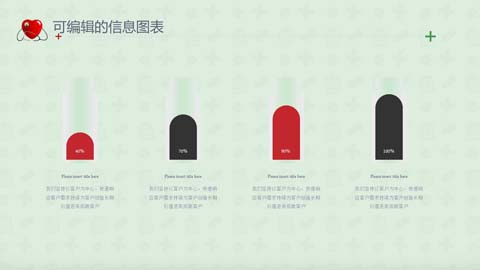 可编辑的信息图表
40%
70%
90%
100%
Please insert title here
Please insert title here
Please insert title here
Please insert title here
我们坚持以客户为中心,快速响
应客户需求持续为客户创造长期
价值进而成就客户
我们坚持以客户为中心,快速响
应客户需求持续为客户创造长期
价值进而成就客户
我们坚持以客户为中心,快速响
应客户需求持续为客户创造长期
价值进而成就客户
我们坚持以客户为中心,快速响
应客户需求持续为客户创造长期
价值进而成就客户